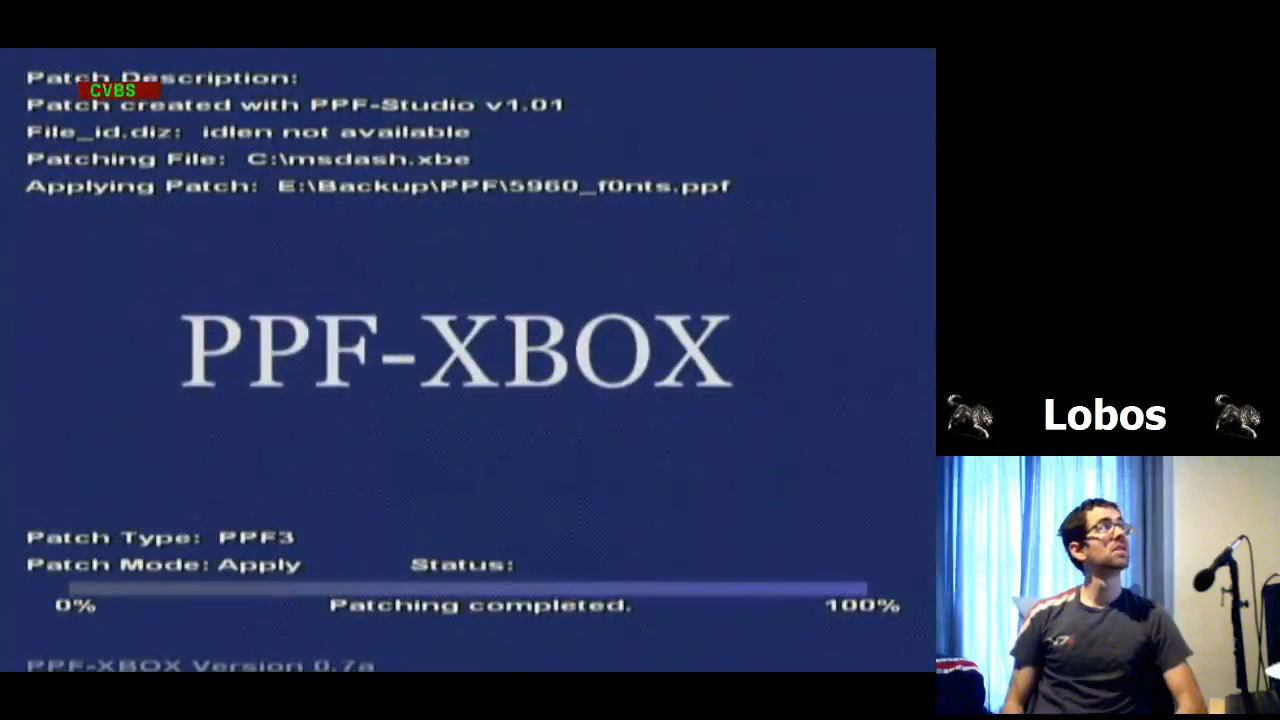 Patch Description:
CVBS
Patch created with PPF-Studio v1.01
File_id.diz: idlen not available
Patching File: C:\msdash.xbe
Applying Patch: E:\Backup\PPF\5960_f0nts.ppf
PPF-XBOX
Lobos
Patch Type: PPF3
Patch Mode: Apply Status:
0% Patching completed. 100%
PPF-XBOX Version 0.7a